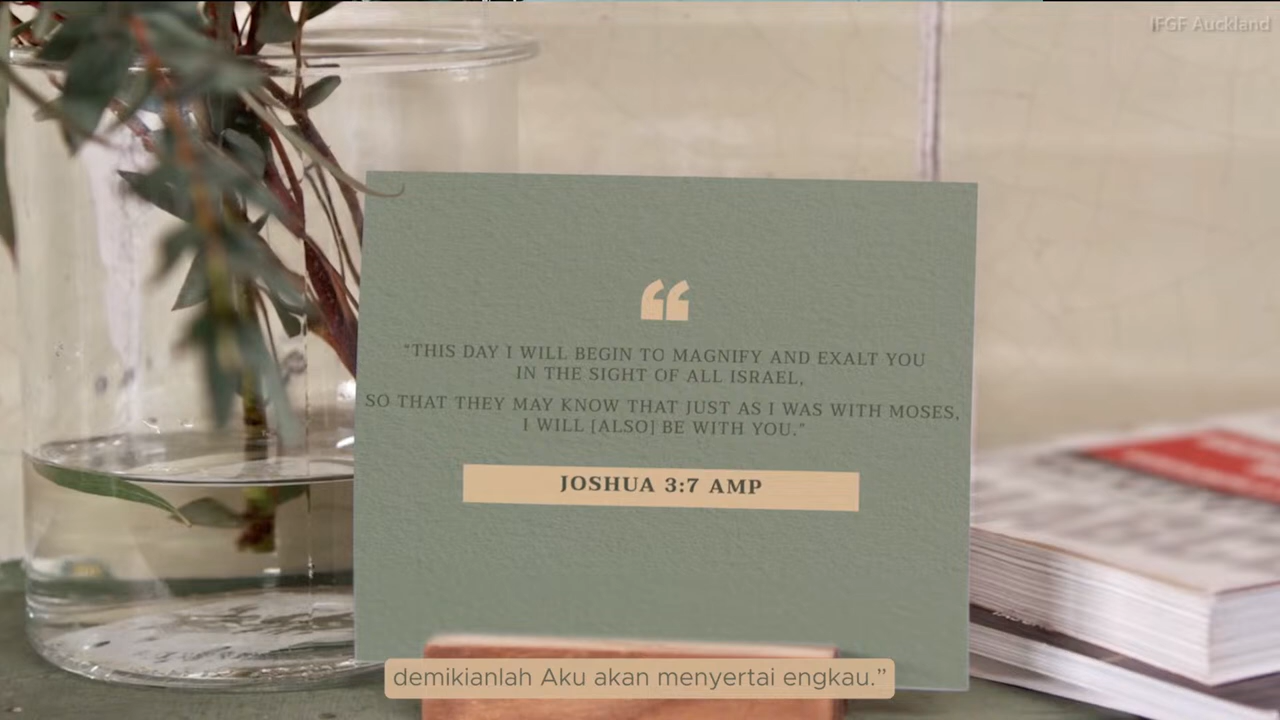 IFGF Auckland
“THIS DAY I WILL BEGIN TO MAGNIFY AND EXALT YOU
IN THE SIGHT OF ALL ISRAEL,
SO THAT THEY MAY KNOW THAT JUST AS I WAS WITH MOSES,
I WILL [ALSO] BE WITH YOU.”
JOSHUA 3:7 AMP
demikianlah Aku akan menyertai engkau.”